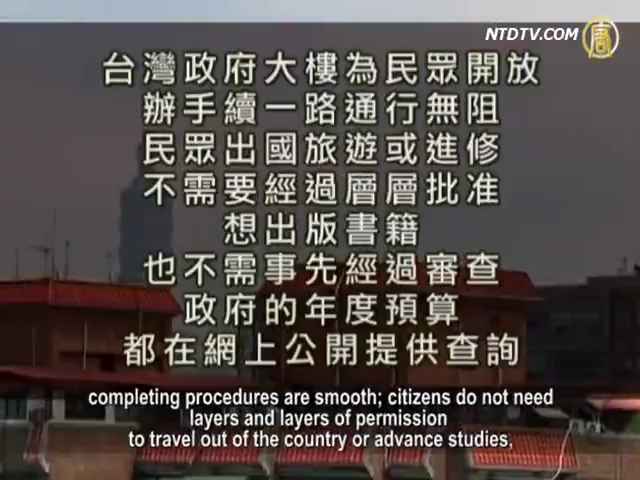 NTDTV.COM
唐
台灣政府大樓為民眾開放
辦手續一路通行無阻
民眾出國旅遊或進修
不需要經過層層批准
想出版書籍
也不需事先經過審查
政府的年度預算
都在網上公開提供查詢
completing procedures are smooth; citizens do not need
layers and layers of permission
to travel out of the country or advance studies,